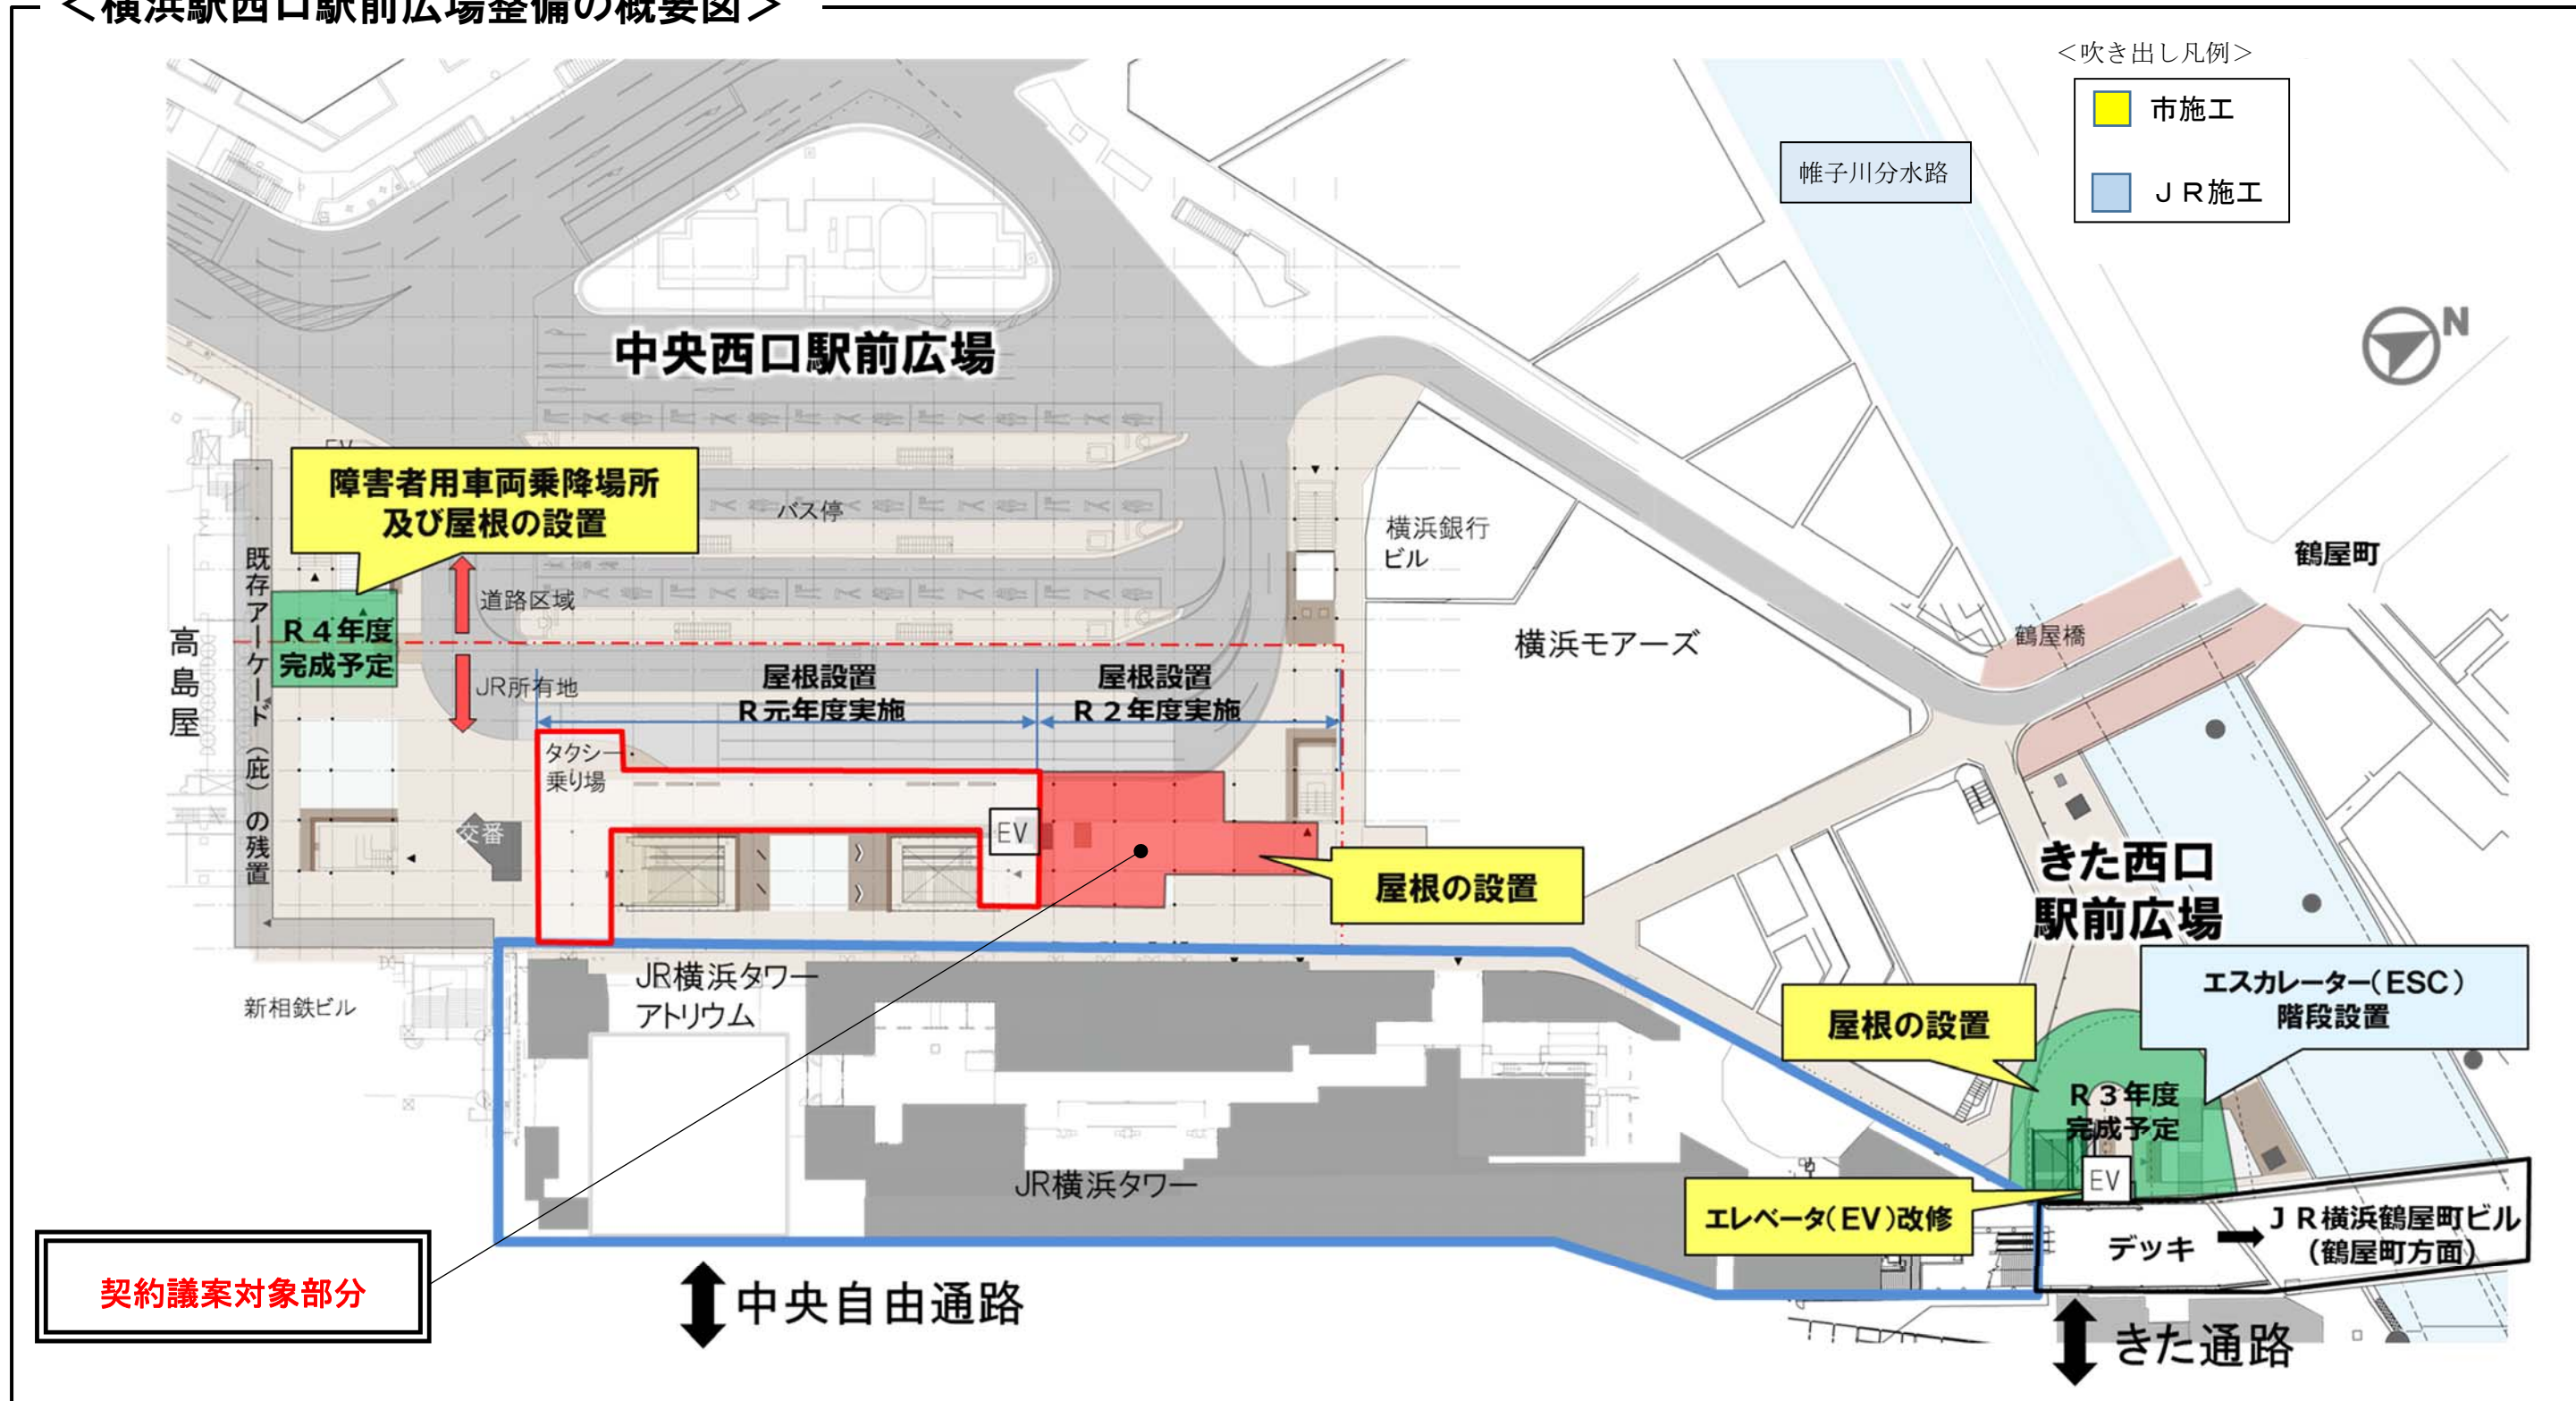 ＜横浜駅西口駅前広場整備の概要図＞
＜吹き出し凡例＞
市施工
ＪＲ施工
帷子川分水路
N
中央西口駅前広場
障害者用車両乗降場所
及び屋根の設置
バス停
横浜銀行
ビル
鶴屋町
既存アーケード（庇）の残置
高島屋
Ｒ４年度
完成予定
道路区域
JR所有地
屋根設置
Ｒ元年度実施
屋根設置
Ｒ２年度実施
横浜モアーズ
鶴屋橋
タクシー
乗り場
交番
EV
屋根の設置
きた西口
駅前広場
新相鉄ビル
JR横浜タワー
アトリウム
JR横浜タワー
屋根の設置
エスカレーター（ESC）
階段設置
Ｒ３年度
完成予定
EV
エレベータ（EV）改修
デッキ
ＪＲ横浜鶴屋町ビル
（鶴屋町方面）
契約議案対象部分
中央自由通路
きた通路